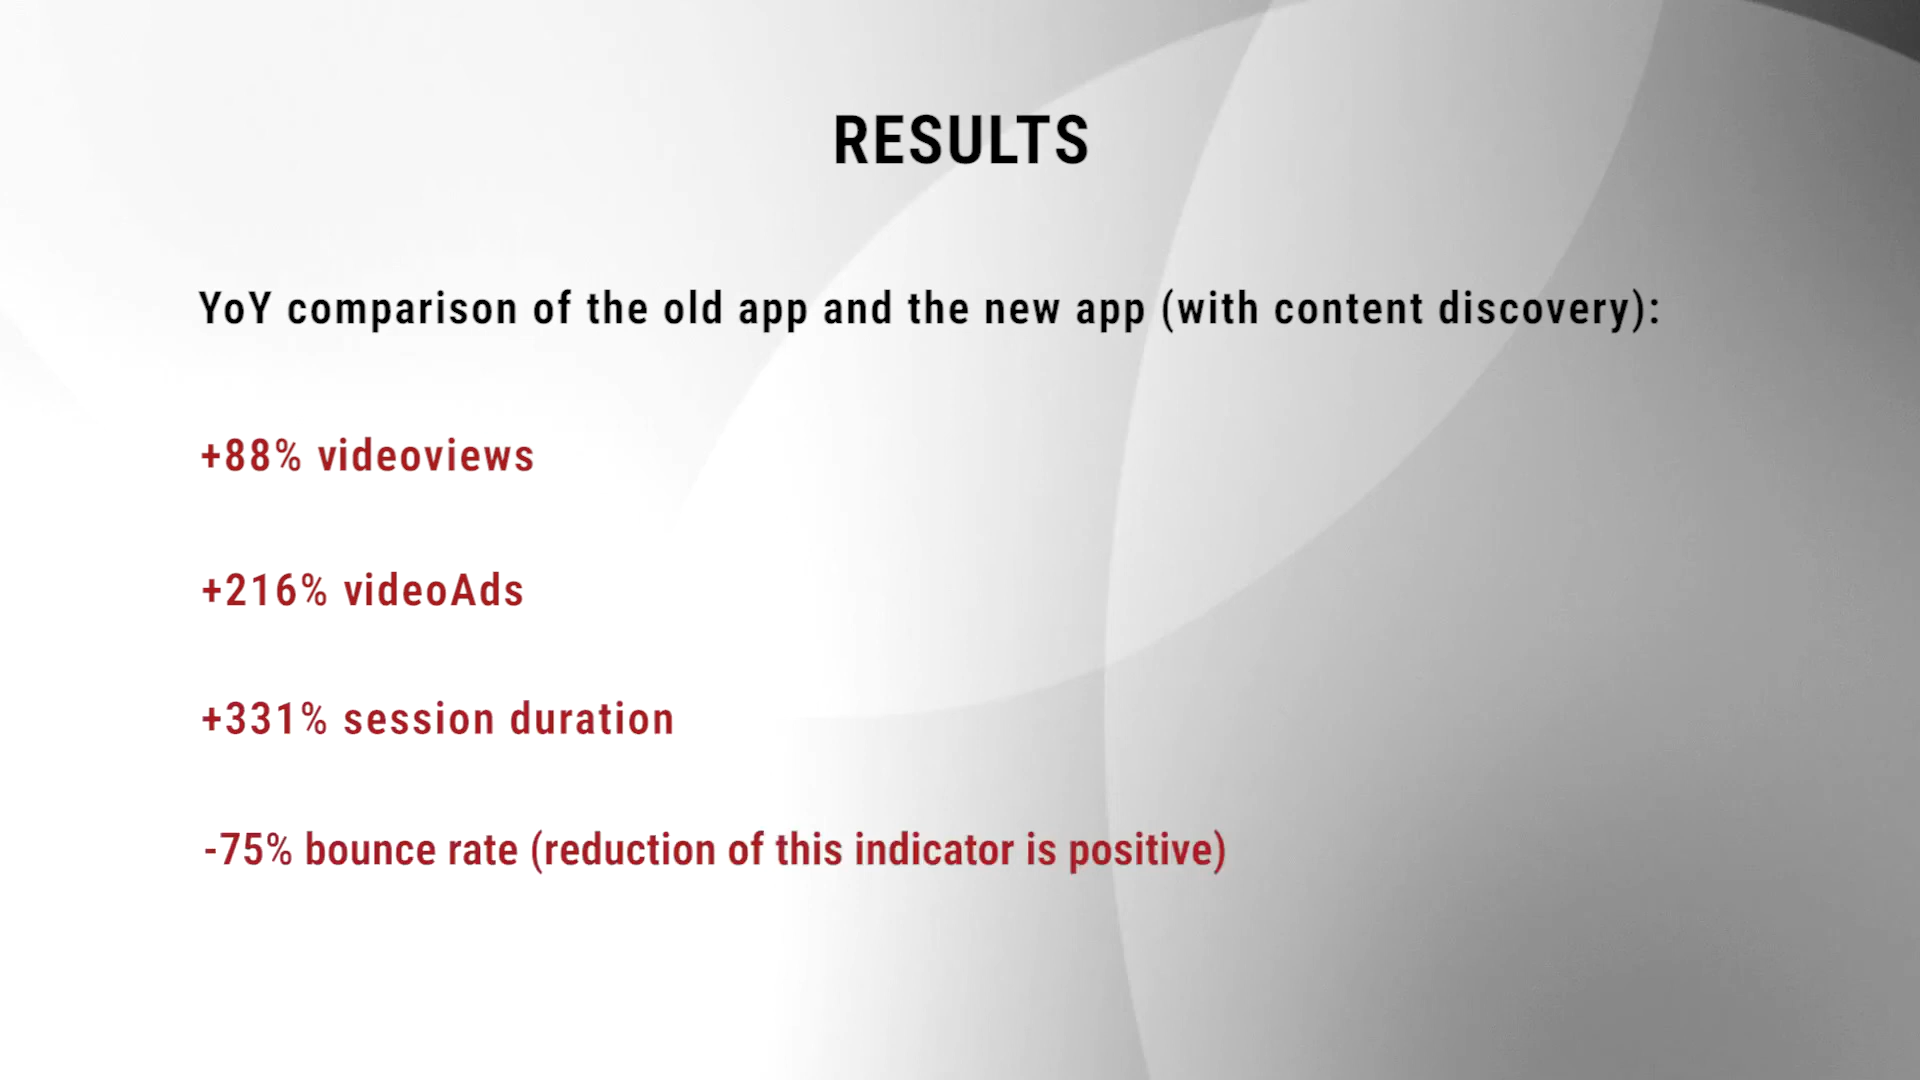 RESULTS
YoY comparison of the old app and the new app (with content discovery):
+88% videoviews
+216% videoAds
+331% session duration
-75% bounce rate (reduction of this indicator is positive)